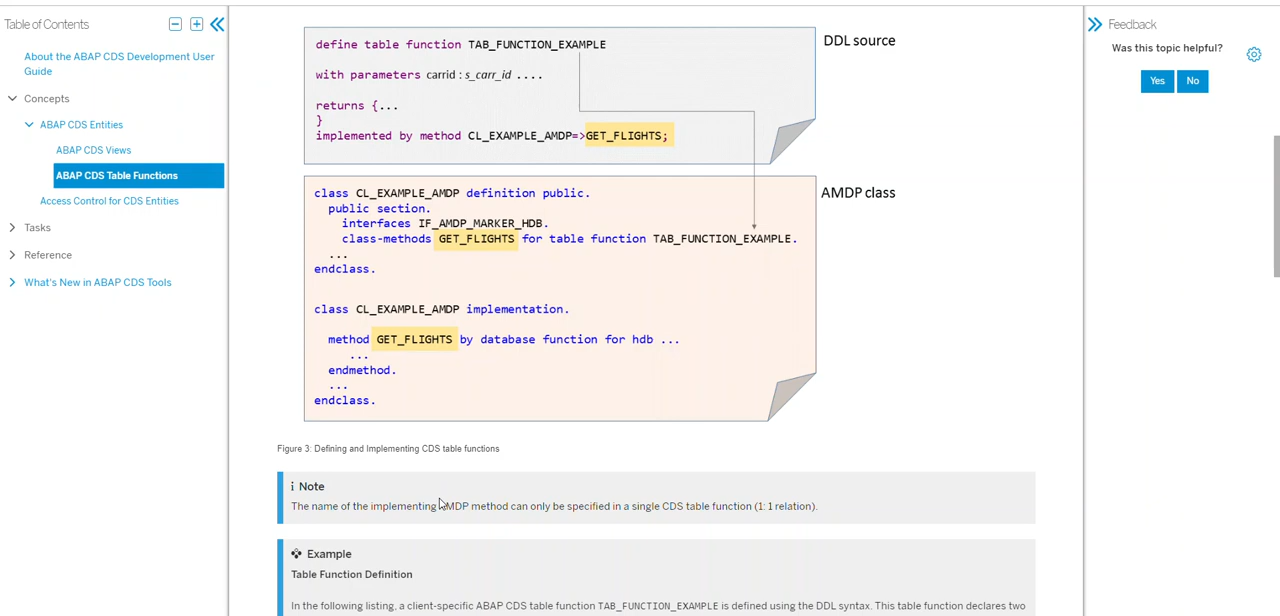 Table of Contents
About the ABAP CDS Development User
Guide
Concepts
ABAP CDS Entities
ABAP CDS Views
ABAP CDS Table Functions
Access Control for CDS Entities
Tasks
Reference
What's New in ABAP CDS Tools
define table function TAB_FUNCTION_EXAMPLE
with parameters carrid : s_carr_id ....
returns {...
}
implemented by method CL_EXAMPLE_AMDP=>GET_FLIGHTS;
DDL source
class CL_EXAMPLE_AMDP definition public.
public section.
interfaces IF_AMDP_MARKER_HDB.
class-methods GET_FLIGHTS for table function TAB_FUNCTION_EXAMPLE.
...
endclass.
class CL_EXAMPLE_AMDP implementation.
method GET_FLIGHTS by database function for hdb ...
...
endmethod.
...
endclass.
AMDP class
Figure 3: Defining and Implementing CDS table functions
i Note
The name of the implementing AMDP method can only be specified in a single CDS table function (1: 1 relation).
Example
Table Function Definition
In the following listing, a client-specific ABAP CDS table function TAB_FUNCTION_EXAMPLE is defined using the DDL syntax. This table function declares two
Feedback
Was this topic helpful?
Yes
No